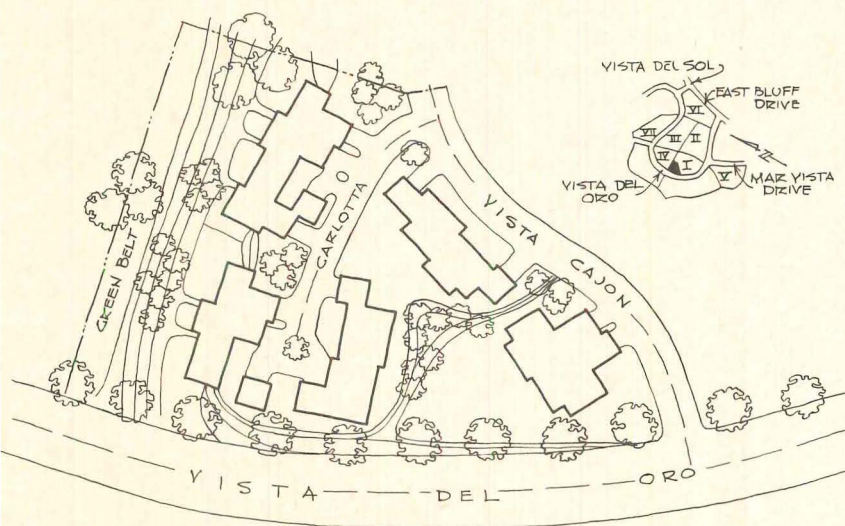 VISTA DEL SOL
EAST BLUFF
DRIVE
VI
VII
III
II
IV
I
V
N
VISTA DEL
ORO
MAR VISTA
DRIVE
GREEN BELT
CARLOTTA
VISTA
CAJON
VISTA DEL ORO